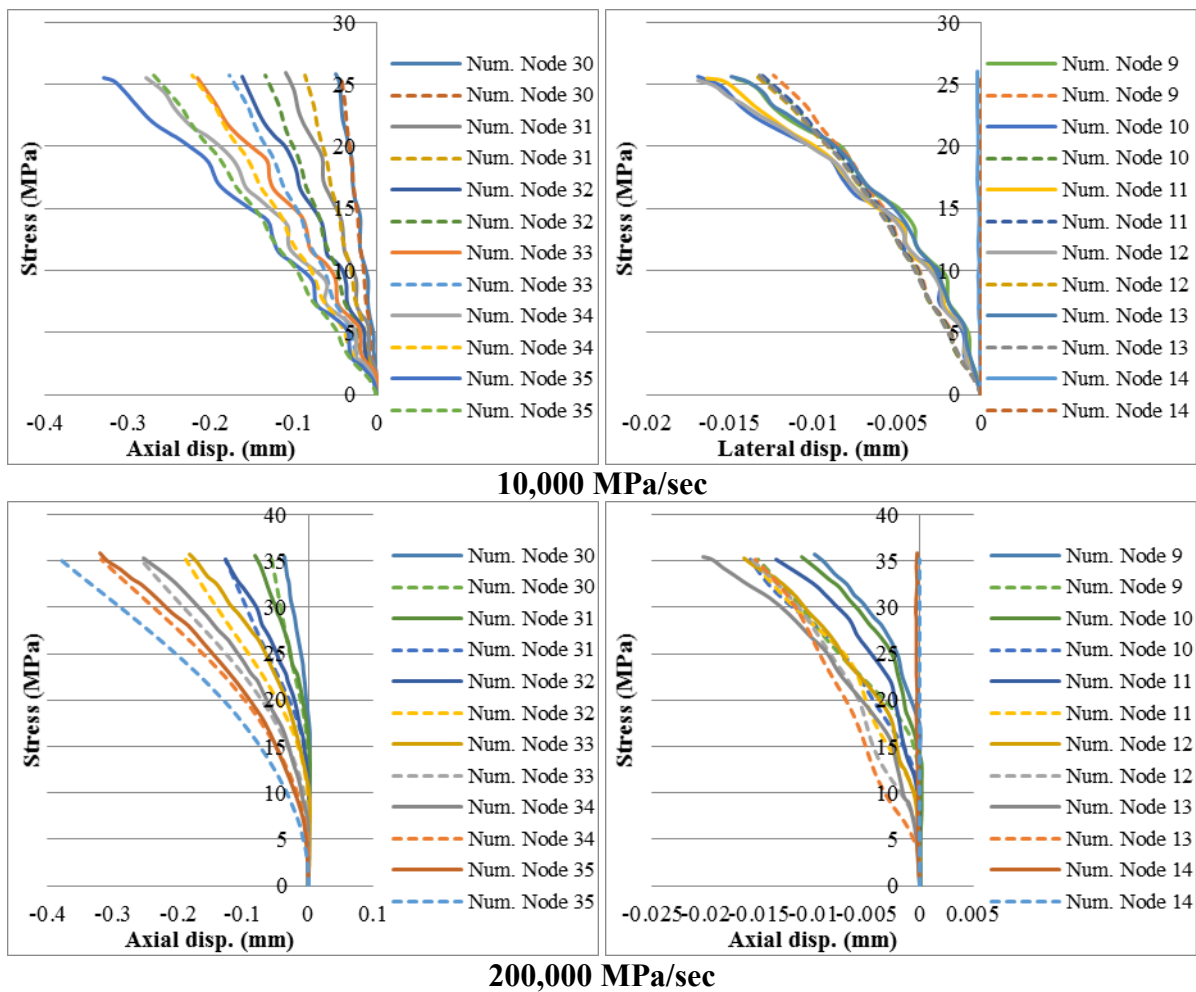 30
25
20
15
10
5
0
Stress (MPa)
-0.4 -0.3 -0.2 -0.1 0
Axial disp. (mm)
Num. Node 30
Num. Node 30
Num. Node 31
Num. Node 31
Num. Node 32
Num. Node 32
Num. Node 33
Num. Node 33
Num. Node 34
Num. Node 34
Num. Node 35
Num. Node 35
30
25
20
15
10
5
0
Stress (MPa)
-0.02 -0.015 -0.01 -0.005 0
Lateral disp. (mm)
Num. Node 9
Num. Node 9
Num. Node 10
Num. Node 10
Num. Node 11
Num. Node 11
Num. Node 12
Num. Node 12
Num. Node 13
Num. Node 13
Num. Node 14
Num. Node 14
10,000 MPa/sec
40
35
30
25
20
15
10
5
0
Stress (MPa)
-0.4 -0.3 -0.2 -0.1 0 0.1
Axial disp. (mm)
Num. Node 30
Num. Node 30
Num. Node 31
Num. Node 31
Num. Node 32
Num. Node 32
Num. Node 33
Num. Node 33
Num. Node 34
Num. Node 34
Num. Node 35
Num. Node 35
40
35
30
25
20
15
10
5
0
Stress (MPa)
-0.025 -0.02 -0.015 -0.01 -0.005 0 0.005
Axial disp. (mm)
Num. Node 9
Num. Node 9
Num. Node 10
Num. Node 10
Num. Node 11
Num. Node 11
Num. Node 12
Num. Node 12
Num. Node 13
Num. Node 13
Num. Node 14
Num. Node 14
200,000 MPa/sec